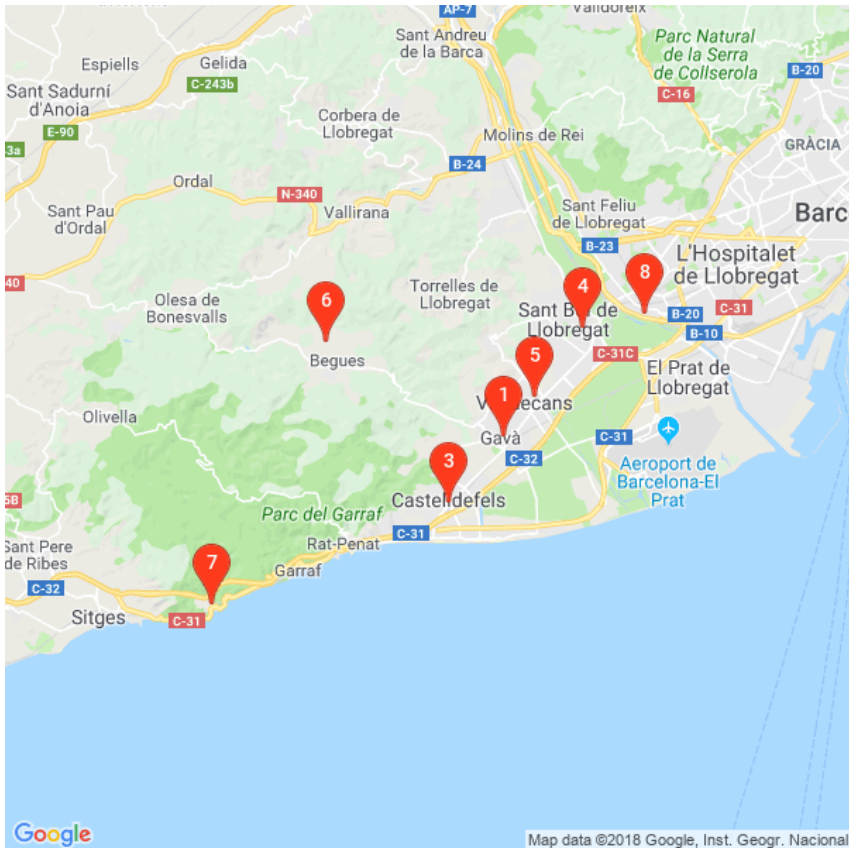 AP-7
Valldoreix
Sant Andreu
de la Barca
Parc Natural
de la Serra
de Collserola
Espiells
Gelida
C-243b
B-20
Sant Sadurní
d'Anoia
C-16
Corbera de
Llobregat
E-90
Molins de Rei
GRÀCIA
3a
B-24
Ordal
N-340
Vallirana
Sant Pau
d'Ordal
Sant Feliu
de Llobregat
Barc
B-23
L'Hospitalet
de Llobregat
40
Torrelles de
Llobregat
8
4
6
Olesa de
Bonesvalls
Sant B de
Llobregat
C-31
B-20
B-10
5
C-31C
Begues
El Prat de
Llobregat
1
V decans
Olivella
Gavà
C-31
C-32
3
Aeroport de
Barcelona-El
Prat
5B
Castelldefels
Parc del Garraf
C-31
Rat-Penat
Sant Pere
de Ribes
7
Garraf
C-32
Sitges
C-31
Google
Map data ©2018 Google, Inst. Geogr. Nacional